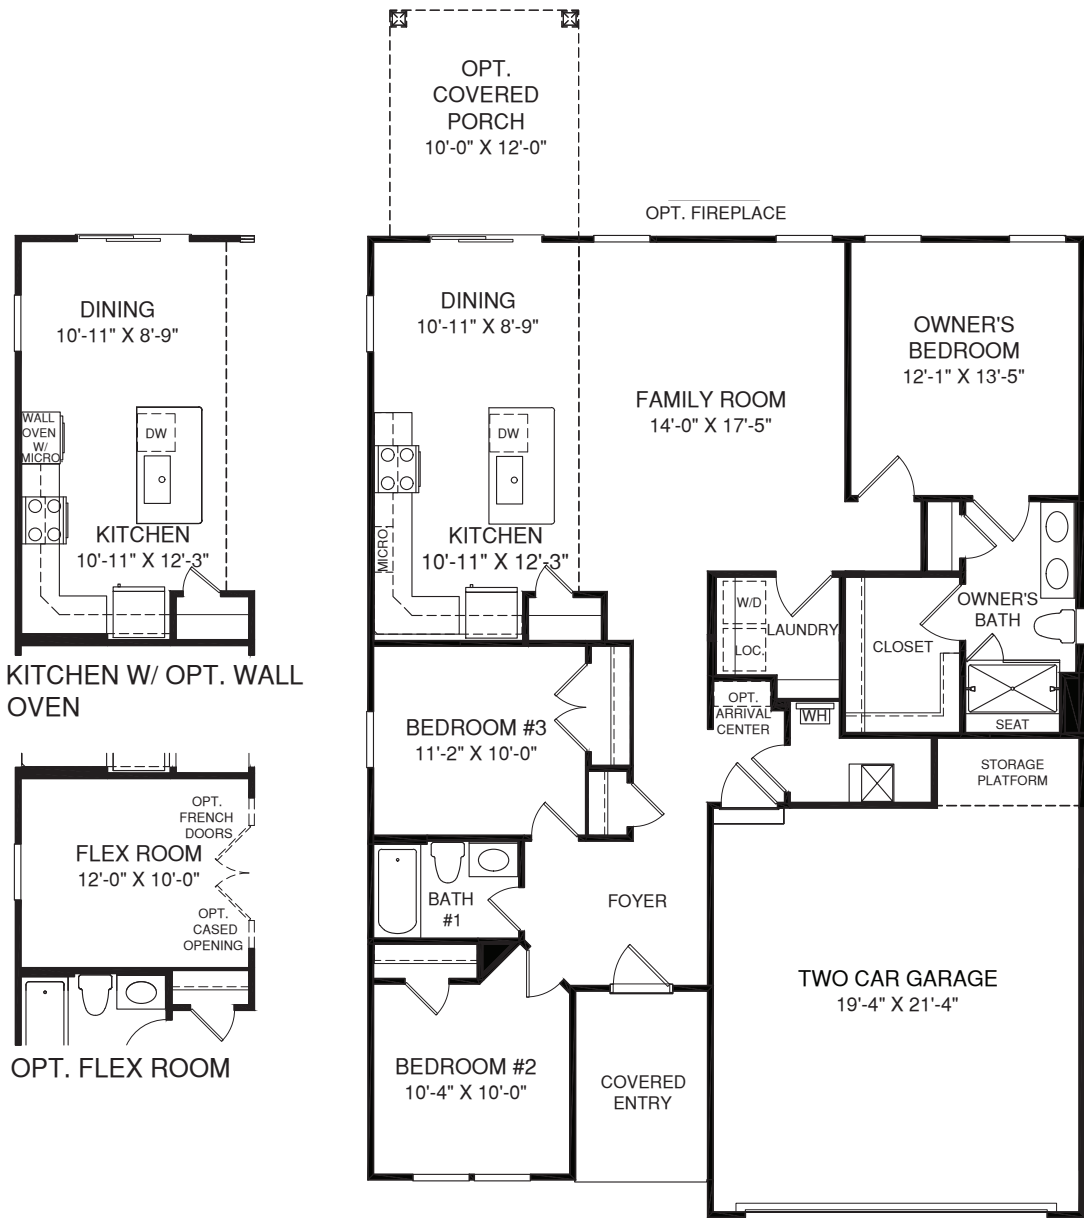 OPT.
COVERED
PORCH
10'-0" X 12'-0"
OPT. FIREPLACE
DINING
10'-11" X 8'-9"
WALL
OVEN
W/
MICRO
DW
KITCHEN
10'-11" X 12'-3"
KITCHEN W/ OPT. WALL
OVEN
DINING
10'-11" X 8'-9"
DW
MICRO
KITCHEN
10'-11" X 12'-3"
FAMILY ROOM
14'-0" X 17'-5"
OWNER'S
BEDROOM
12'-1" X 13'-5"
OWNER'S
BATH
W/D
LOC.
LAUNDRY
CLOSET
SEAT
OPT.
ARRIVAL
CENTER
WH
STORAGE
PLATFORM
BEDROOM #3
11'-2" X 10'-0"
OPT.
FRENCH
DOORS
FLEX ROOM
12'-0" X 10'-0"
OPT.
CASED
OPENING
OPT. FLEX ROOM
BATH
#1
FOYER
TWO CAR GARAGE
19'-4" X 21'-4"
BEDROOM #2
10'-4" X 10'-0"
COVERED
ENTRY